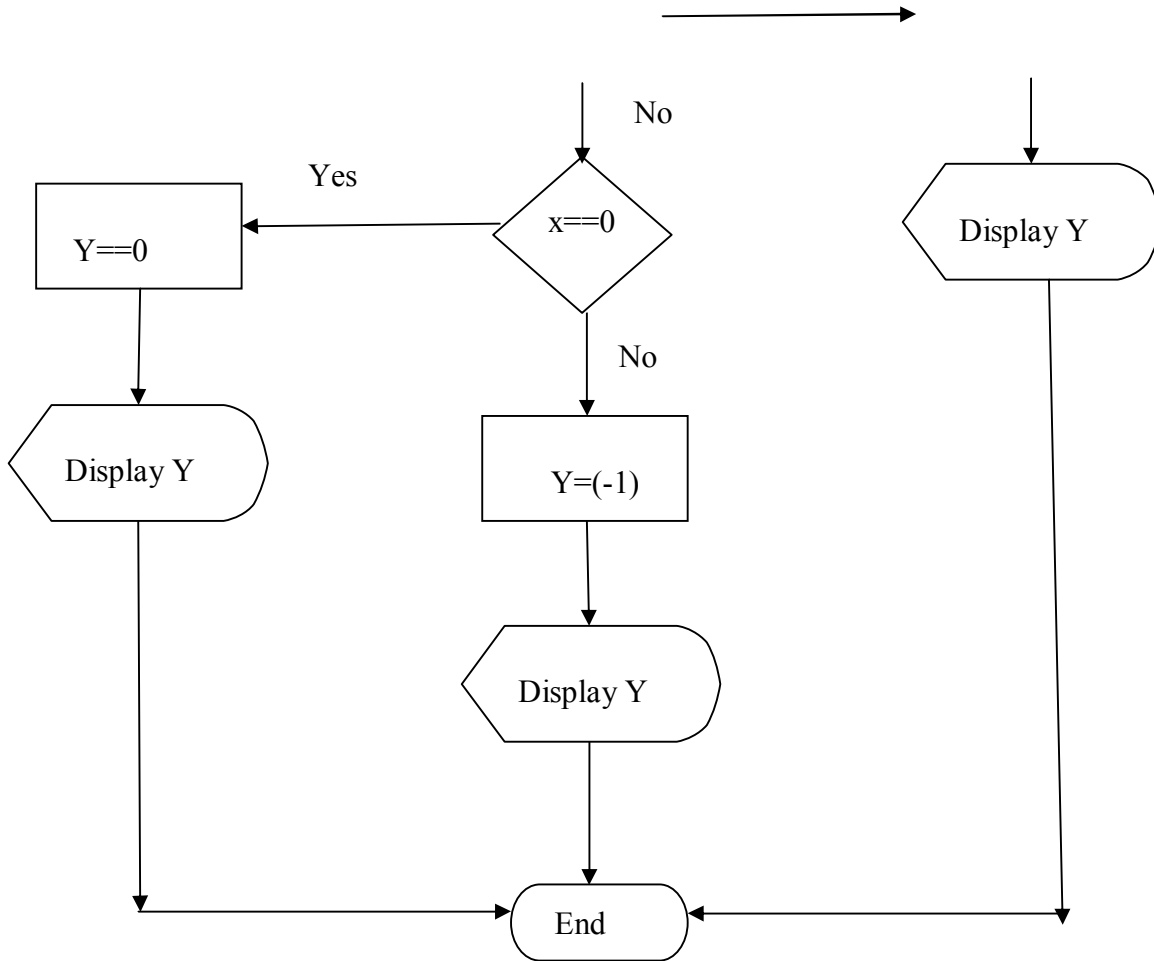 No
Yes
x==0
Display Y
Y==0
No
Display Y
Y=(-1)
Display Y
End